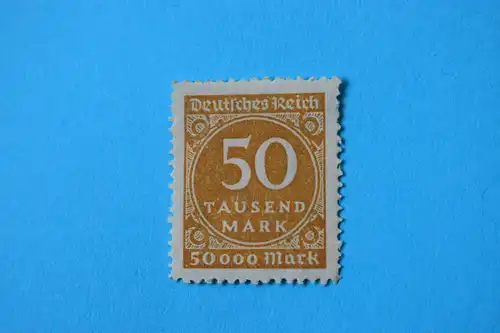 Deutsches Reich
50
TAUSEND
MARK
50000 Mark